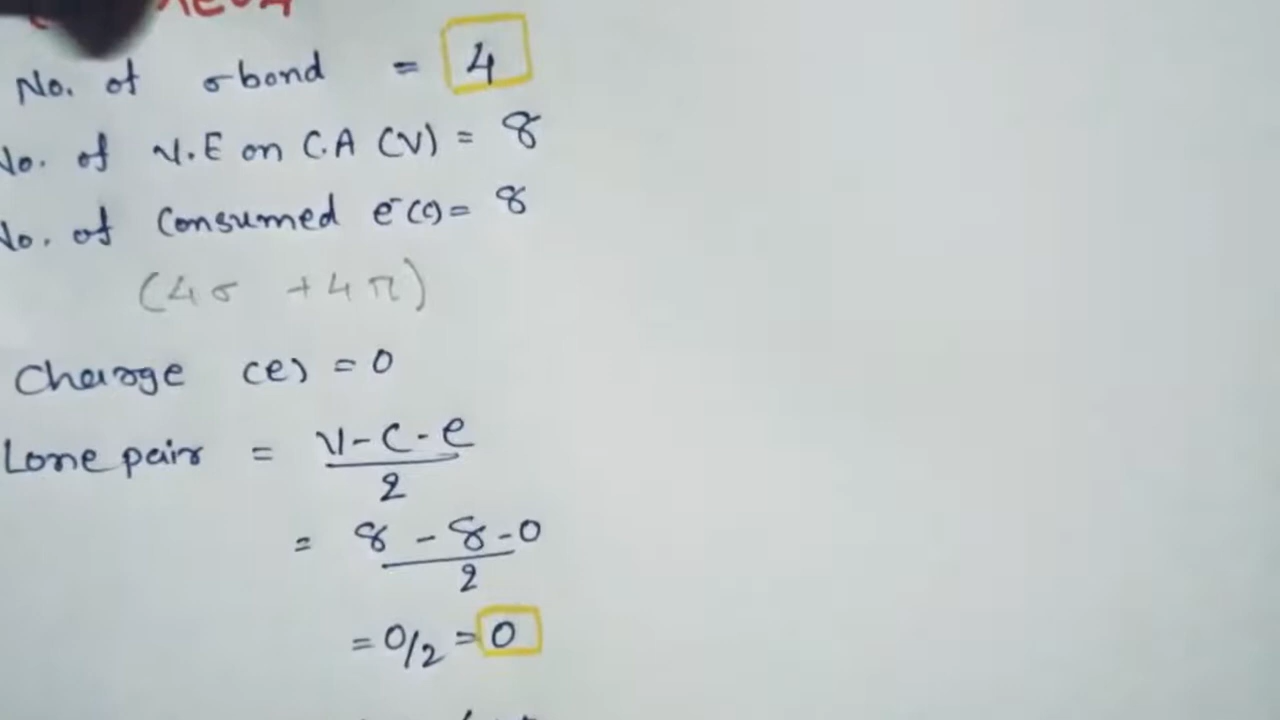 No. of σ bond = 4
No. of V.E on C.A (V) = 8
No. of Consumed e⁻(c) = 8
(4σ + 4π)
Charge (e) = 0
Lone pair = V-C-e / 2
= 8 - 8 - 0 / 2
= 0/2 = 0